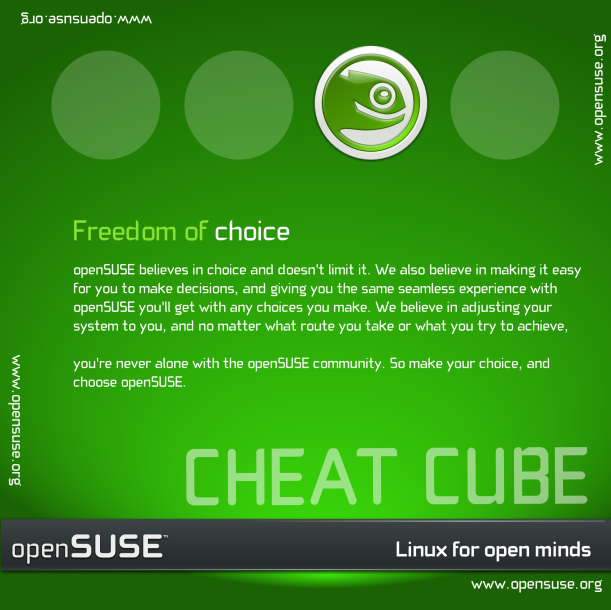 www.opensuse.org
www.opensuse.org
Freedom of choice
openSUSE believes in choice and doesn't limit it. We also believe in making it easy
for you to make decisions, and giving you the same seamless experience with
openSUSE you'll get with any choices you make. We believe in adjusting your
system to you, and no matter what route you take or what you try to achieve,
you're never alone with the openSUSE community. So make your choice, and
choose openSUSE.
www.opensuse.org
CHEAT CUBE
openSUSE™
Linux for open minds
www.opensuse.org